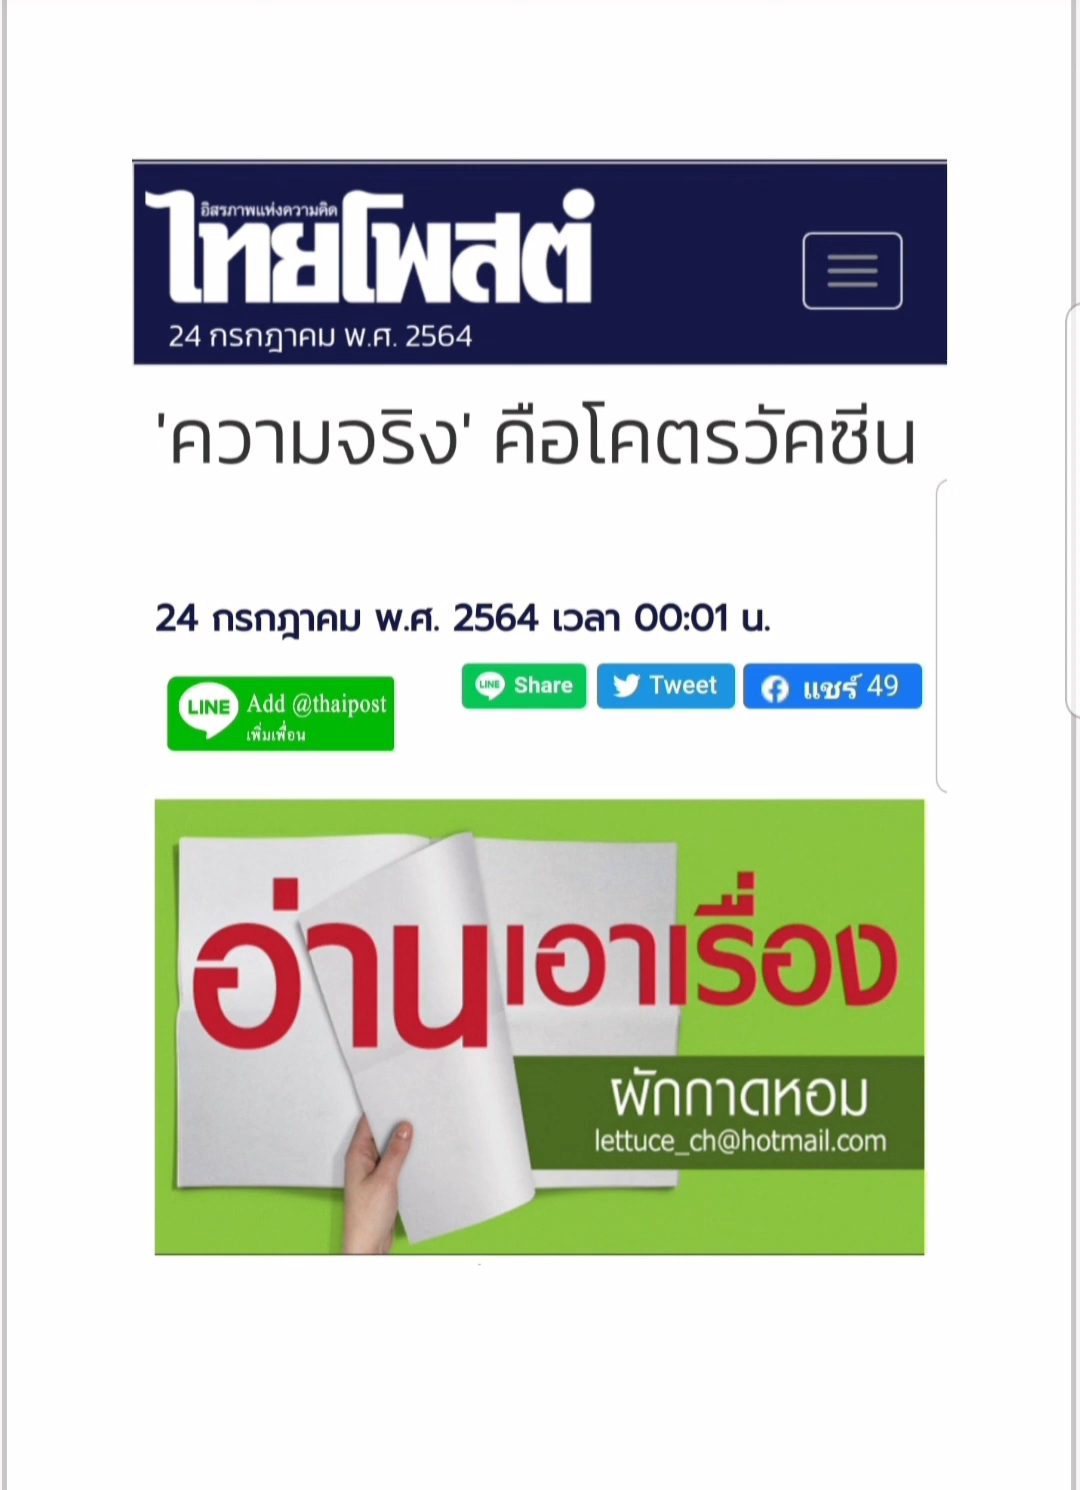 อิสรภาพแห่งความคิด
ไทยโพสต์
24 กรกฎาคม พ.ศ. 2564
'ความจริง' คือโคตรวัคซีน
24 กรกฎาคม พ.ศ. 2564 เวลา 00:01 น.
LINE Add @thaipost
เพิ่มเพื่อน
LINE Share
Tweet
แชร์ 49
อ่านเอาเรื่อง
ผักกาดหอม
lettuce_ch@hotmail.com